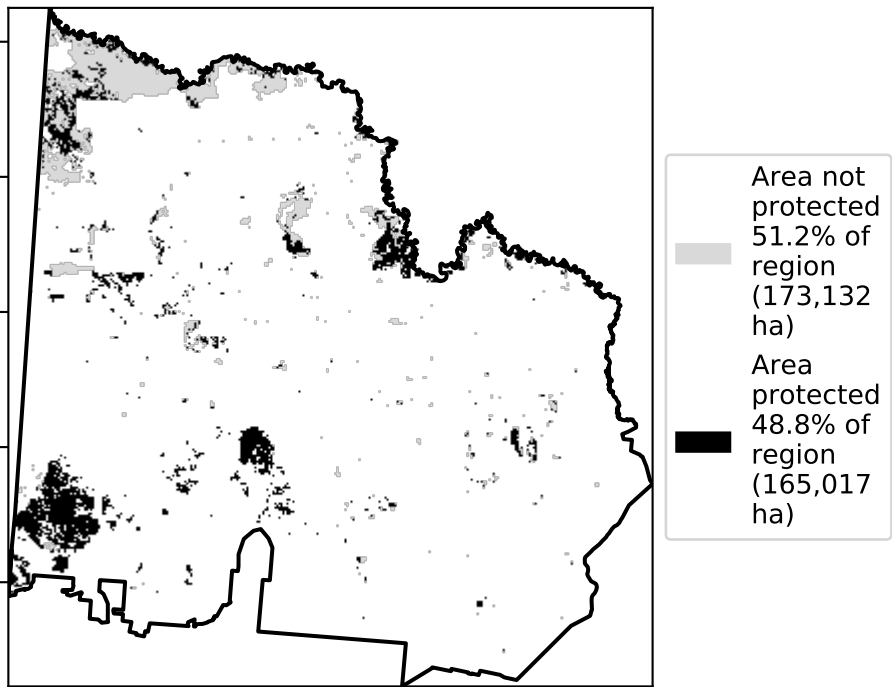 Area not
protected
51.2% of
region
(173,132
ha)
Area
protected
48.8% of
region
(165,017
ha)